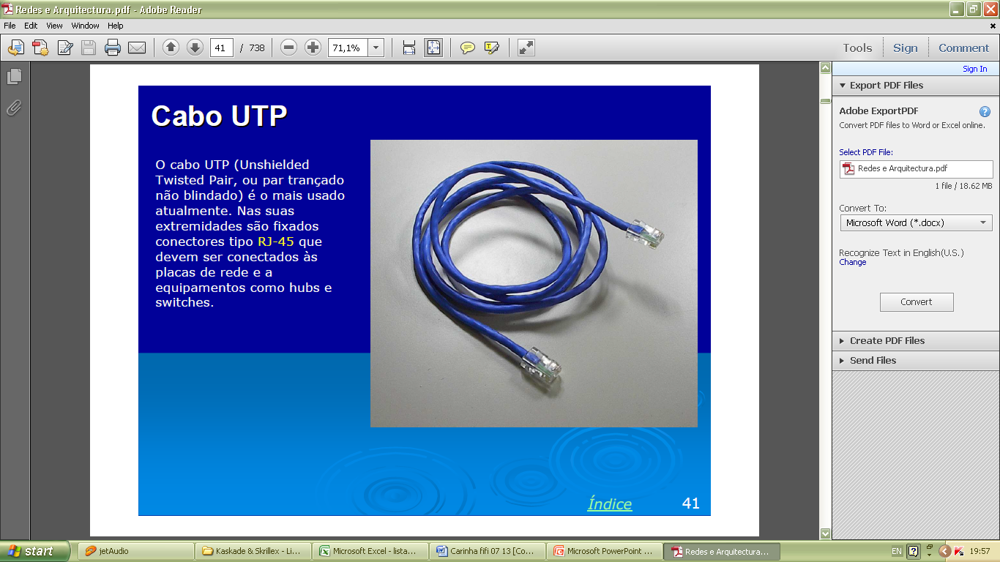 Redes e Arquitectura.pdf - Adobe Reader
File Edit View Window Help
41 / 738 71,1% Tools Sign Comment
Sign In
Export PDF Files
Adobe ExportPDF
Convert PDF files to Word or Excel online.
Select PDF File:
Redes e Arquitectura.pdf
1 file / 18.62 MB
Convert To:
Microsoft Word (*.docx)
Recognize Text in English(U.S.)
Change
Convert
Create PDF Files
Send Files
Cabo UTP
O cabo UTP (Unshielded
Twisted Pair, ou par trançado
não blindado) é o mais usado
atualmente. Nas suas
extremidades são fixados
conectores tipo RJ-45 que
devem ser conectados às
placas de rede e a
equipamentos como hubs e
switches.
Índice 41
start jetAudio Kaskade & Skrillex - Li... Microsoft Excel - lista... Carinha fifi 07 13 [Co... Microsoft PowerPoint ... Redes e Arquitectura... EN 19:57